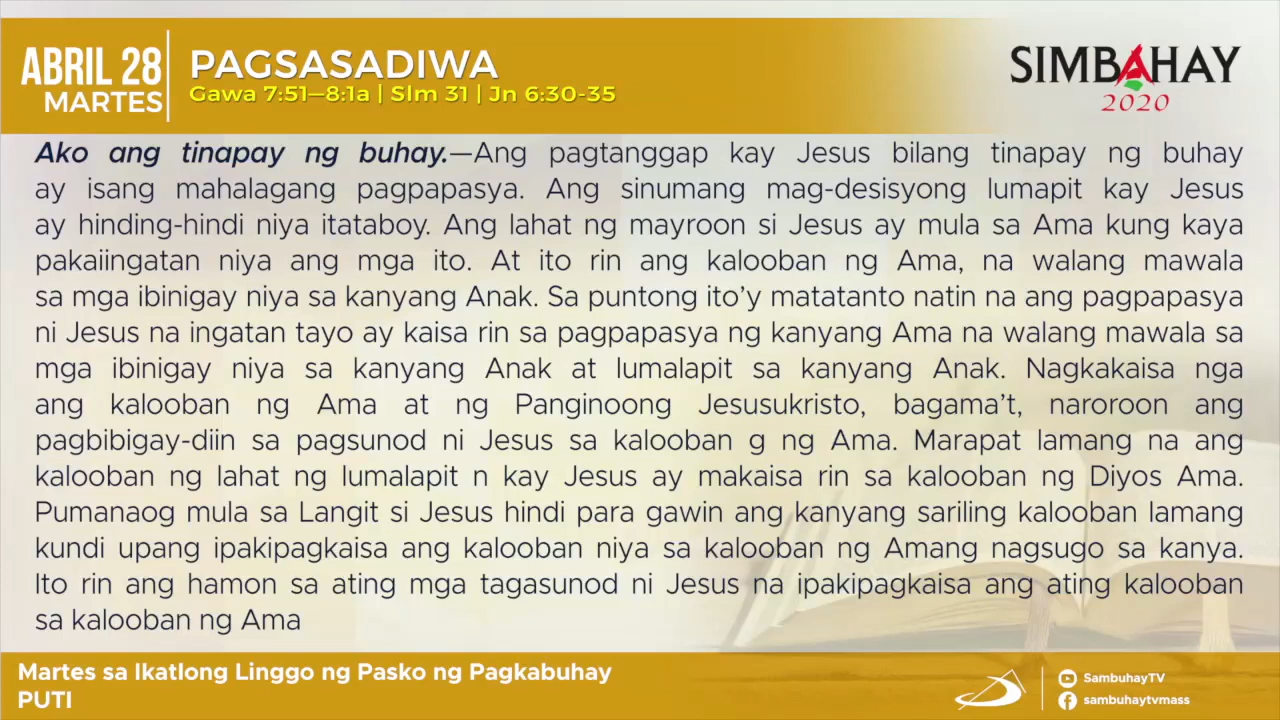 ABRIL 28
MARTES
PAGSASADIWA
Gawa 7:51—8:1a | Slm 31 | Jn 6:30-35
SIMBAHAY
2020
Ako ang tinapay ng buhay.—Ang pagtanggap kay Jesus bilang tinapay ng buhay
ay isang mahalagang pagpapasya. Ang sinumang mag-desisyong lumapit kay Jesus
ay hinding-hindi niya itataboy. Ang lahat ng mayroon si Jesus ay mula sa Ama kung kaya
pakaiingatan niya ang mga ito. At ito rin ang kalooban ng Ama, na walang mawala
sa mga ibinigay niya sa kanyang Anak. Sa puntong ito’y matatanto natin na ang pagpapasya
ni Jesus na ingatan tayo ay kaisa rin sa pagpapasya ng kanyang Ama na walang mawala sa
mga ibinigay niya sa kanyang Anak at lumalapit sa kanyang Anak. Nagkakaisa nga
ang kalooban ng Ama at ng Panginoong Jesusukristo, bagama’t, naroroon ang
pagbibigay-diin sa pagsunod ni Jesus sa kalooban g ng Ama. Marapat lamang na ang
kalooban ng lahat ng lumalapit n kay Jesus ay makaisa rin sa kalooban ng Diyos Ama.
Pumanaog mula sa Langit si Jesus hindi para gawin ang kanyang sariling kalooban lamang
kundi upang ipakipagkaisa ang kalooban niya sa kalooban ng Amang nagsugo sa kanya.
Ito rin ang hamon sa ating mga tagasunod ni Jesus na ipakipagkaisa ang ating kalooban
sa kalooban ng Ama
Martes sa Ikatlong Linggo ng Pasko ng Pagkabuhay
PUTI
SambuhayTV
sambuhaytvmass